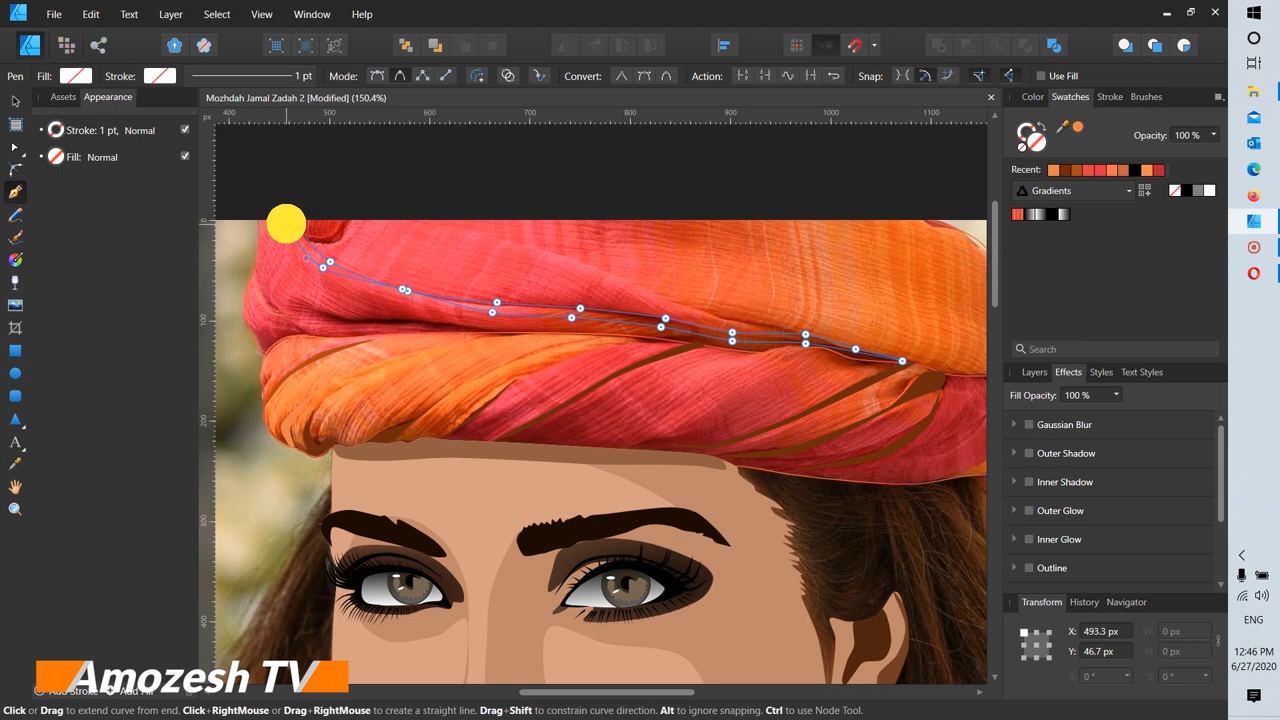 File Edit Text Layer Select View Window Help
Pen Fill: Stroke: 1 pt Mode: Convert: Action: Snap: Use Fill
Assets Appearance
Mozhdah Jamal Zadah 2 [Modified] (150.4%)
Color Swatches Stroke Brushes
px 400 500 600 700 800 900 1000 1100
Stroke: 1 pt, Normal
Fill: Normal
Opacity: 100 %
Recent:
Gradients
0
100
200
300
400
Search
Layers Effects Styles Text Styles
Fill Opacity: 100 %
Gaussian Blur
Outer Shadow
Inner Shadow
Outer Glow
Inner Glow
Outline
Transform History Navigator
X: 493.3 px W: 0 px
Y: 46.7 px H: 0 px
R: 0 ° S: 0 °
ENG
12:46 PM
6/27/2020
Amozesh TV
Click or Drag to extend curve from end. Click+RightMouse or Drag+RightMouse to create a straight line. Drag+Shift to constrain curve direction. Alt to ignore snapping. Ctrl to use Node Tool.